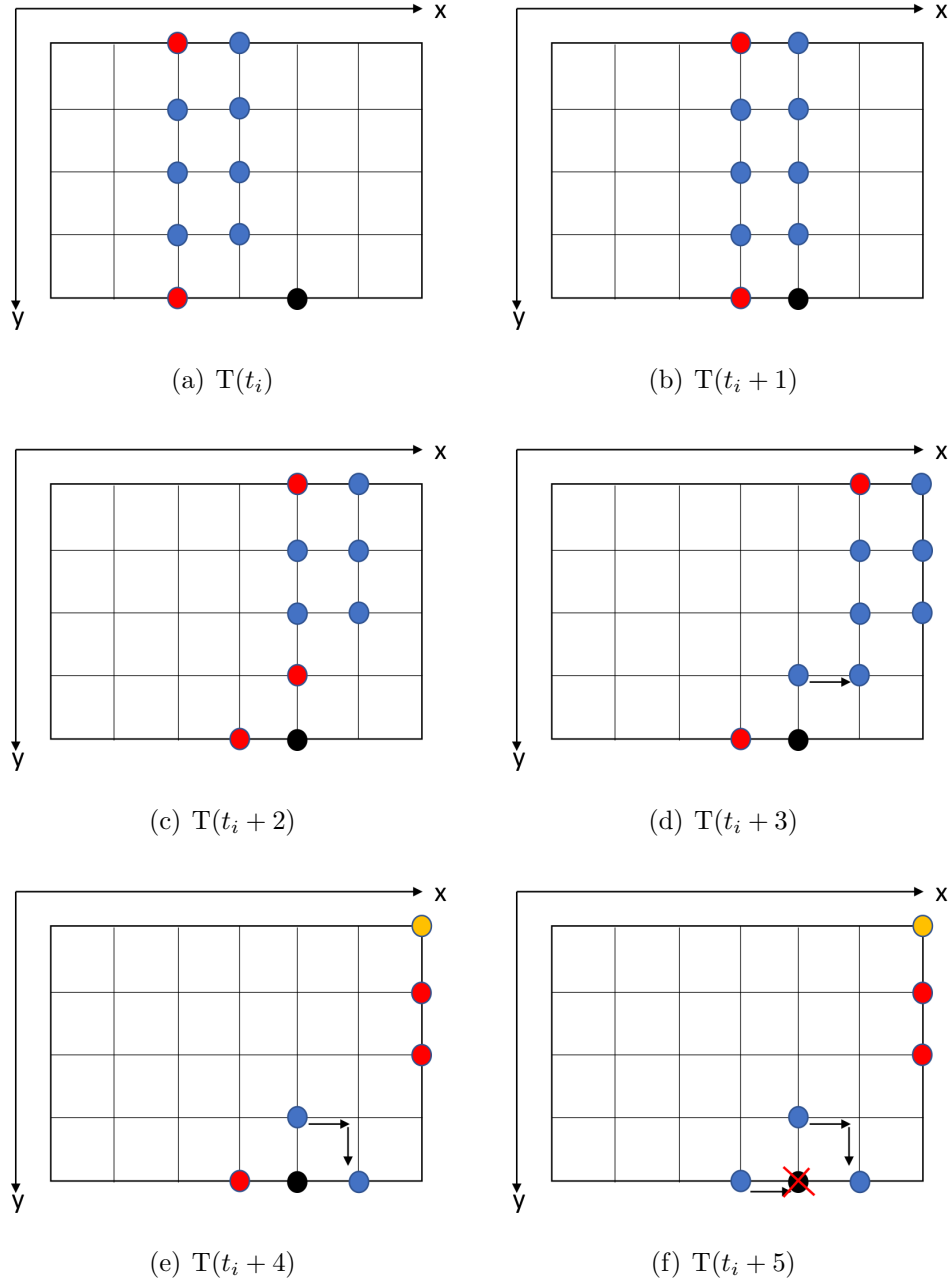 x
x
y
y
(a) T(t_i)
(b) T(t_i + 1)
x
x
y
y
(c) T(t_i + 2)
(d) T(t_i + 3)
x
x
y
y
(e) T(t_i + 4)
(f) T(t_i + 5)